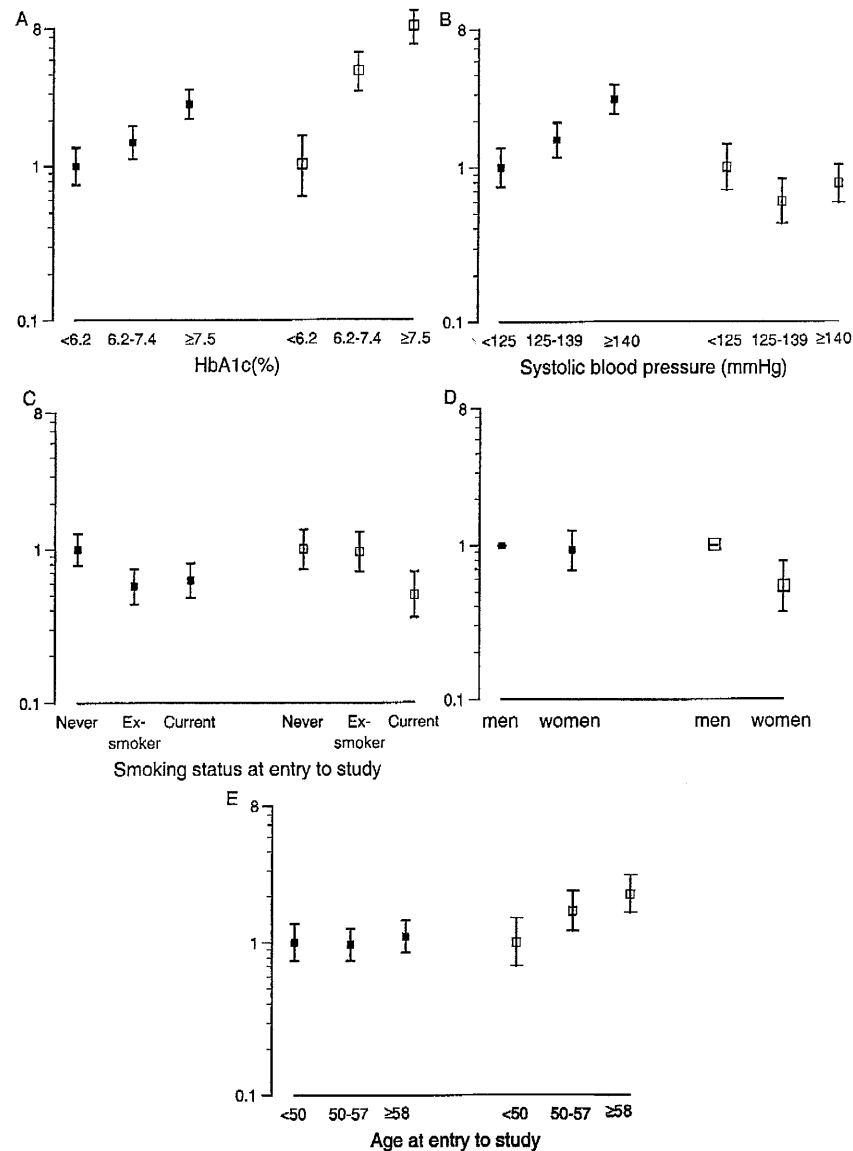 A
8
1
0.1
<6.2 6.2-7.4 ≥7.5 <6.2 6.2-7.4 ≥7.5
HbA1c(%)
B
8
1
0.1
<125 125-139 ≥140 <125 125-139 ≥140
Systolic blood pressure (mmHg)
C
8
1
0.1
Never Ex- Current Never Ex- Current
smoker smoker
Smoking status at entry to study
D
8
1
0.1
men women men women
E
8
1
0.1
<50 50-57 ≥58 <50 50-57 ≥58
Age at entry to study